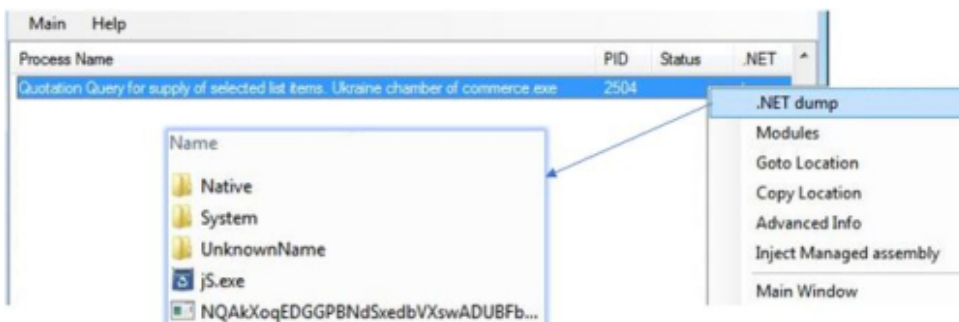 Main Help
Process Name PID Status .NET
Quotation Query for supply of selected list items. Ukraine chamber of commerce.exe 2504
.NET dump
Modules
Goto Location
Copy Location
Advanced Info
Inject Managed assembly
Main Window
Name
Native
System
UnknownName
jS.exe
NQAkXoqEDGGPBNdSxedbVXswADUBFb...